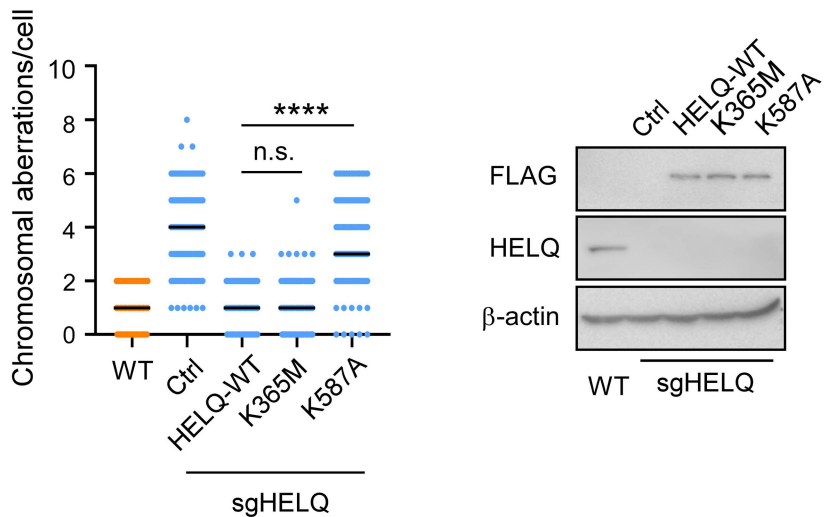 Chromosomal aberrations/cell
10
8
6
4
2
0
****
n.s.
WT
Ctrl
HELQ-WT
K365M
K587A
sgHELQ
Ctrl
HELQ-WT
K365M
K587A
FLAG
HELQ
β-actin
WT
sgHELQ